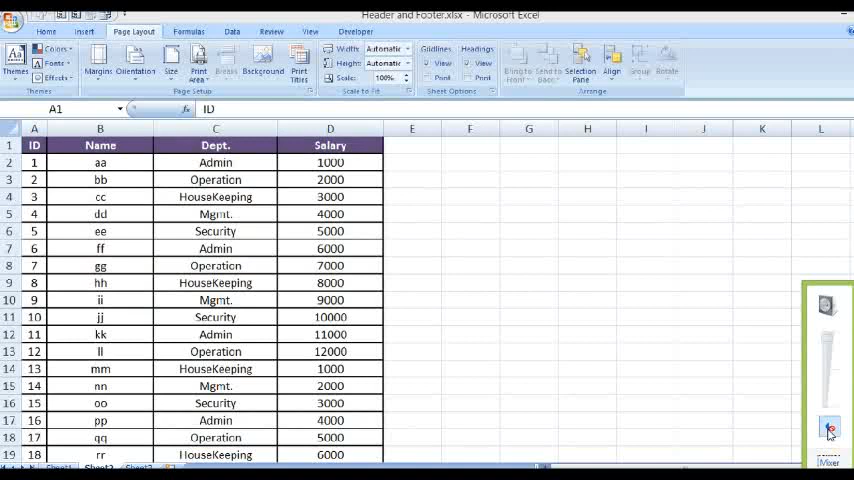 Header and Footer.xlsx - Microsoft Excel
Home Insert Page Layout Formulas Data Review View Developer
Colors Width: Automatic Gridlines Headings
Themes Fonts Margins Orientation Size Print Area Breaks Background Print Titles Height: Automatic View View Bring to Front Send to Back Selection Pane Align Group Rotate
Effects Scale: 100% Print Print
Themes Page Setup Scale to Fit Sheet Options Arrange
A1 fx ID
A B C D E F G H I J K L
1 ID Name Dept. Salary
2 1 aa Admin 1000
3 2 bb Operation 2000
4 3 cc HouseKeeping 3000
5 4 dd Mgmt. 4000
6 5 ee Security 5000
7 6 ff Admin 6000
8 7 gg Operation 7000
9 8 hh HouseKeeping 8000
10 9 ii Mgmt. 9000
11 10 jj Security 10000
12 11 kk Admin 11000
13 12 ll Operation 12000
14 13 mm HouseKeeping 1000
15 14 nn Mgmt. 2000
16 15 oo Security 3000
17 16 pp Admin 4000
18 17 qq Operation 5000
19 18 rr HouseKeeping 6000
Sheet1 Sheet2 Sheet3
Mixer